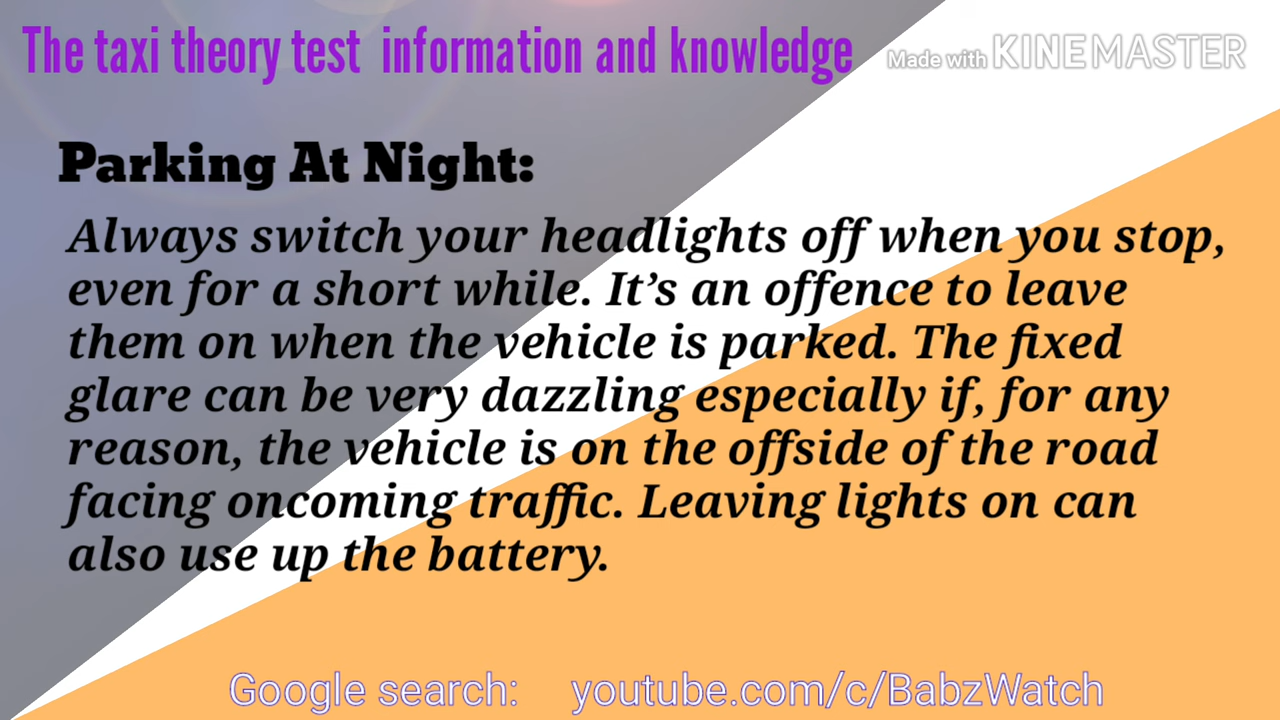 The taxi theory test information and knowledge
Made with KINEMASTER
Parking At Night:
Always switch your headlights off when you stop,
even for a short while. It’s an offence to leave
them on when the vehicle is parked. The fixed
glare can be very dazzling especially if, for any
reason, the vehicle is on the offside of the road
facing oncoming traffic. Leaving lights on can
also use up the battery.
Google search: youtube.com/c/BabzWatch